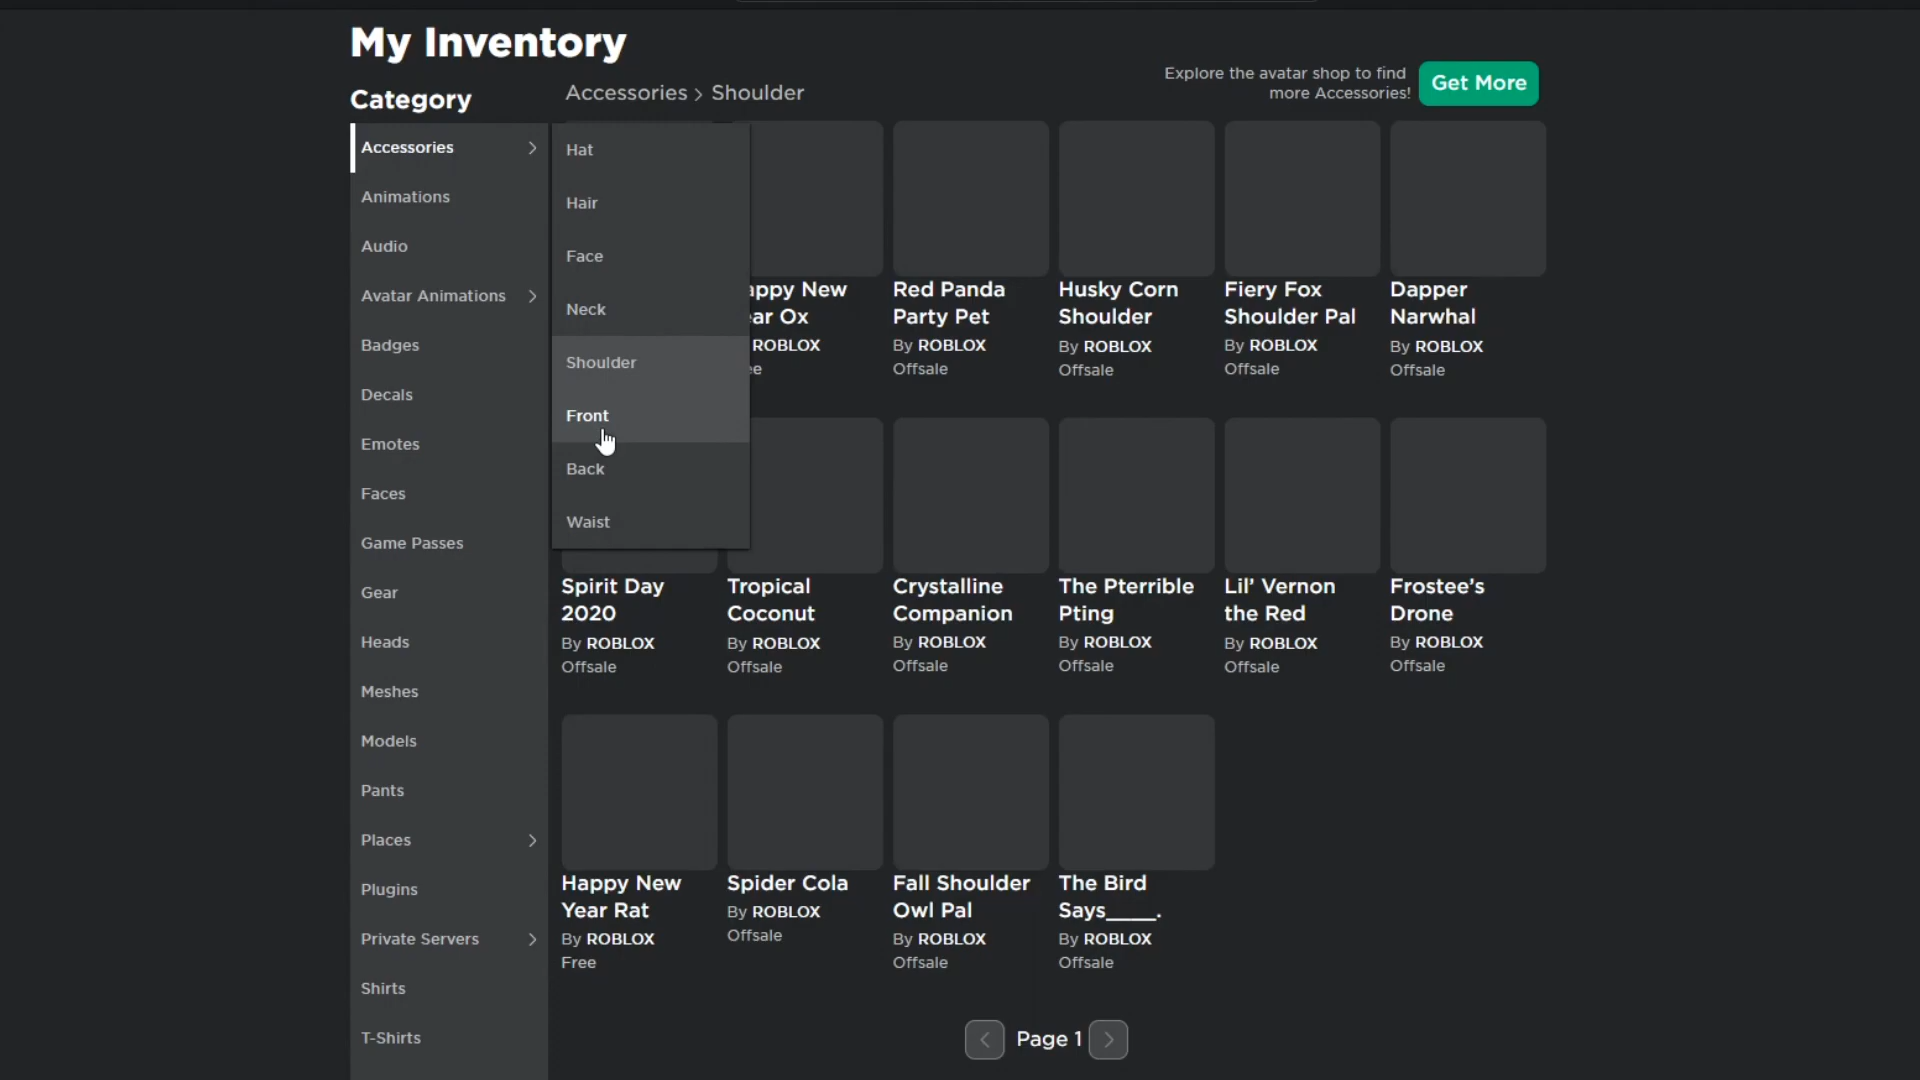 My Inventory
Category
Accessories > Shoulder
Explore the avatar shop to find
more Accessories!
Get More
Accessories
Animations
Audio
Avatar Animations
Badges
Decals
Emotes
Faces
Game Passes
Gear
Heads
Meshes
Models
Pants
Places
Plugins
Private Servers
Shirts
T-Shirts
Hat
Hair
Face
Neck
Shoulder
Front
Back
Waist
appy New
ar Ox
ROBLOX
Red Panda
Party Pet
By ROBLOX
Offsale
Husky Corn
Shoulder
By ROBLOX
Offsale
Fiery Fox
Shoulder Pal
By ROBLOX
Offsale
Dapper
Narwhal
By ROBLOX
Offsale
Spirit Day
2020
By ROBLOX
Offsale
Tropical
Coconut
By ROBLOX
Offsale
Crystalline
Companion
By ROBLOX
Offsale
The Pterrible
Pting
By ROBLOX
Offsale
Lil’ Vernon
the Red
By ROBLOX
Offsale
Frostee’s
Drone
By ROBLOX
Offsale
Happy New
Year Rat
By ROBLOX
Free
Spider Cola
By ROBLOX
Offsale
Fall Shoulder
Owl Pal
By ROBLOX
Offsale
The Bird
Says____.
By ROBLOX
Offsale
Page 1